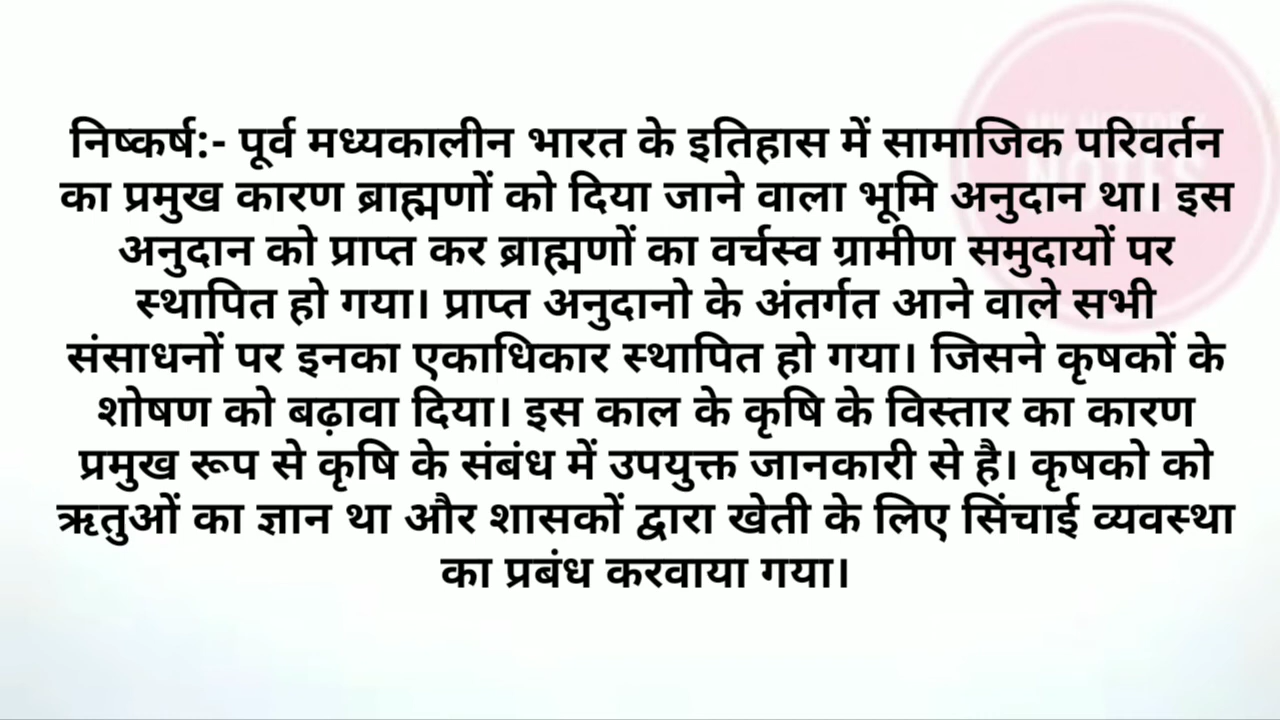 निष्कर्ष:- पूर्व मध्यकालीन भारत के इतिहास में सामाजिक परिवर्तन
का प्रमुख कारण ब्राह्मणों को दिया जाने वाला भूमि अनुदान था। इस
अनुदान को प्राप्त कर ब्राह्मणों का वर्चस्व ग्रामीण समुदायों पर
स्थापित हो गया। प्राप्त अनुदानो के अंतर्गत आने वाले सभी
संसाधनों पर इनका एकाधिकार स्थापित हो गया। जिसने कृषकों के
शोषण को बढ़ावा दिया। इस काल के कृषि के विस्तार का कारण
प्रमुख रूप से कृषि के संबंध में उपयुक्त जानकारी से है। कृषको को
ऋतुओं का ज्ञान था और शासकों द्वारा खेती के लिए सिंचाई व्यवस्था
का प्रबंध करवाया गया।
NOTES